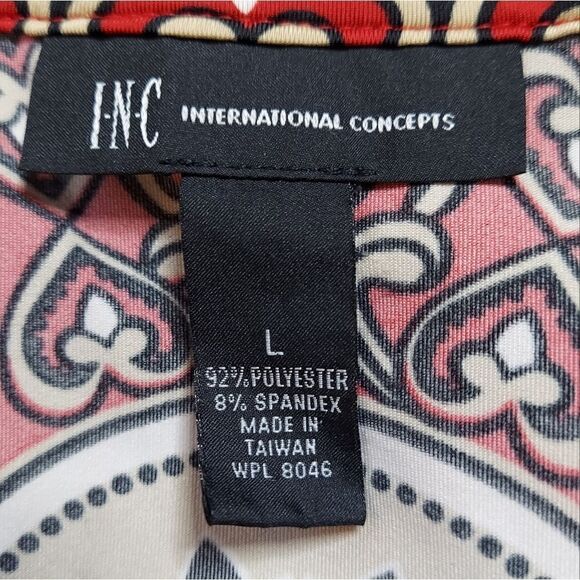 I·N·C INTERNATIONAL CONCEPTS
L
92% POLYESTER
8% SPANDEX
MADE IN
TAIWAN
WPL 8046